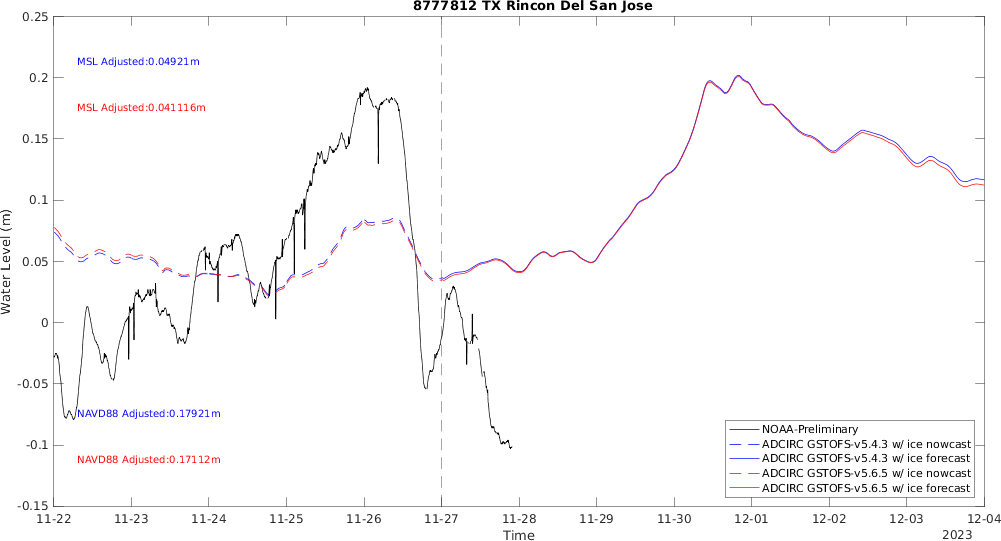 8777812 TX Rincon Del San Jose
0.25
0.2
0.15
0.1
0.05
0
-0.05
-0.1
-0.15
Water Level (m)
MSL Adjusted:0.04921m
MSL Adjusted:0.041116m
NAVD88 Adjusted:0.17921m
NAVD88 Adjusted:0.17112m
NOAA-Preliminary
ADCIRC GSTOFS-v5.4.3 w/ ice nowcast
ADCIRC GSTOFS-v5.4.3 w/ ice forecast
ADCIRC GSTOFS-v5.6.5 w/ ice nowcast
ADCIRC GSTOFS-v5.6.5 w/ ice forecast
11-22 11-23 11-24 11-25 11-26 11-27 11-28 11-29 11-30 12-01 12-02 12-03 12-04
Time
2023